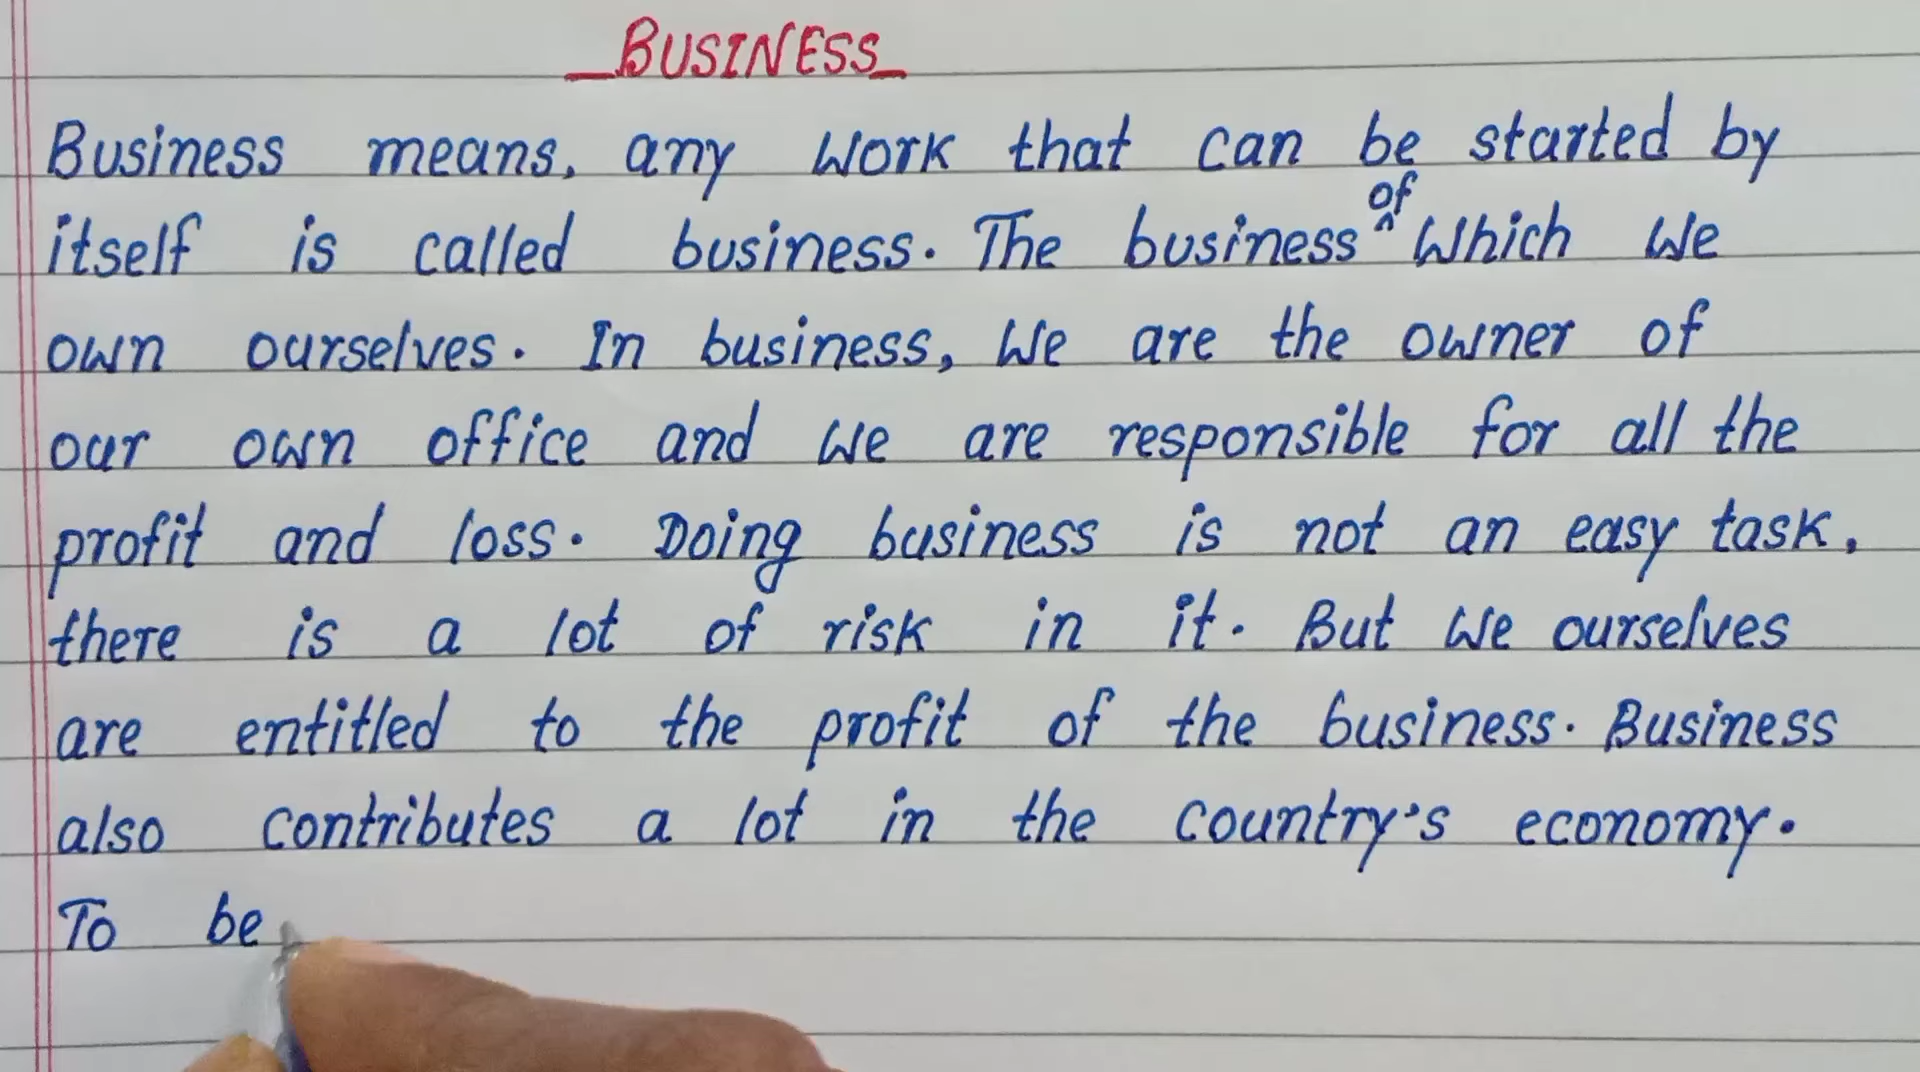 BUSINESS
Business means, any work that can be started by
itself is called business. The business of which we
own ourselves. In business, we are the owner of
our own office and we are responsible for all the
profit and loss. Doing business is not an easy task,
there is a lot of risk in it. But we ourselves
are entitled to the profit of the business. Business
also contributes a lot in the country's economy.
To be